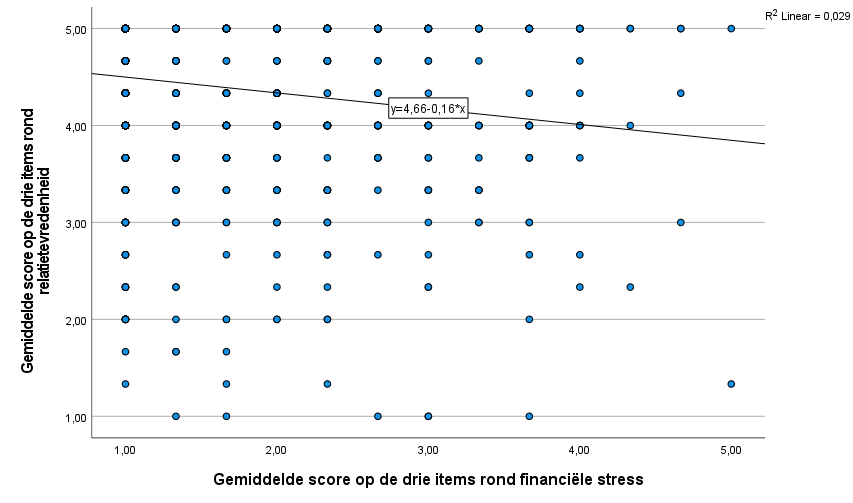 R2 Linear = 0,029
5,00
4,00
3,00
2,00
1,00
Gemiddelde score op de drie items rond
relatietevredenheid
y=4,66-0,16*x
1,00 2,00 3,00 4,00 5,00
Gemiddelde score op de drie items rond financiële stress